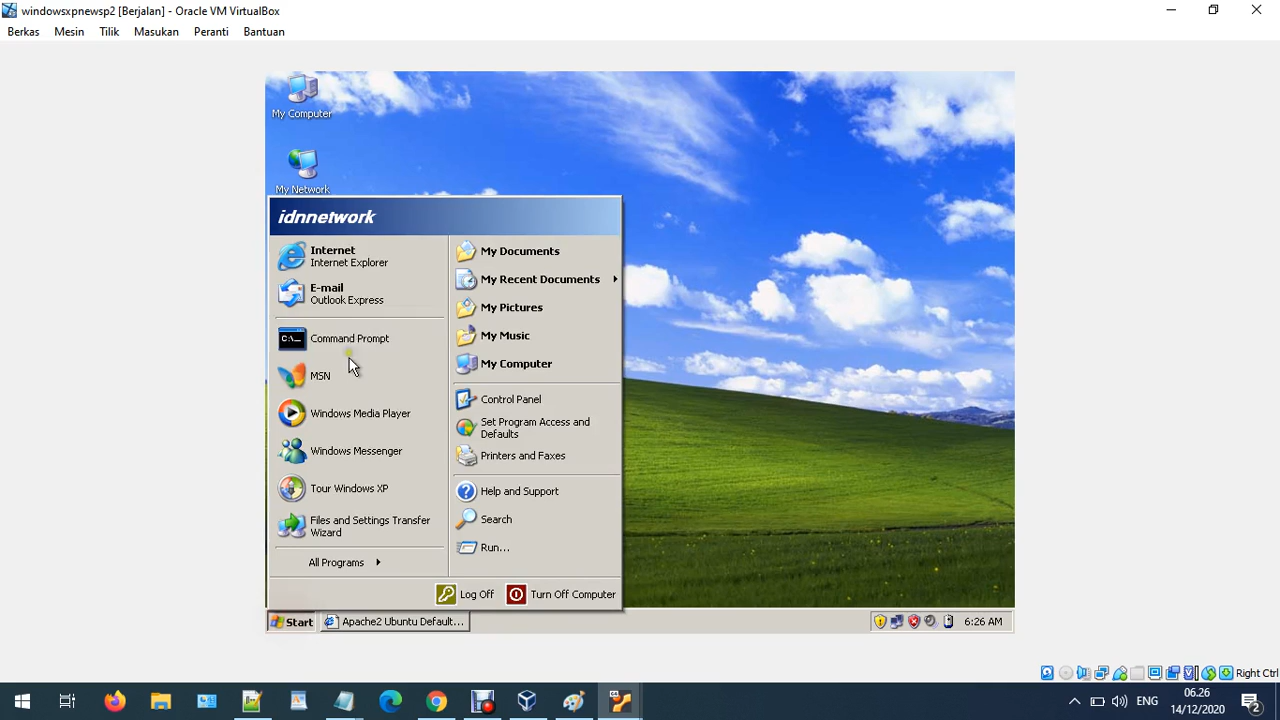 windowsxpnewsp2 [Berjalan] - Oracle VM VirtualBox
Berkas Mesin Tilik Masukan Peranti Bantuan
My Computer
My Network
idnnetwork
Internet
Internet Explorer
E-mail
Outlook Express
Command Prompt
MSN
Windows Media Player
Windows Messenger
Tour Windows XP
Files and Settings Transfer
Wizard
All Programs
My Documents
My Recent Documents
My Pictures
My Music
My Computer
Control Panel
Set Program Access and
Defaults
Printers and Faxes
Help and Support
Search
Run...
Log Off
Turn Off Computer
Start
Apache2 Ubuntu Default...
6:26 AM
Right Ctrl
ENG
06.26
14/12/2020
2